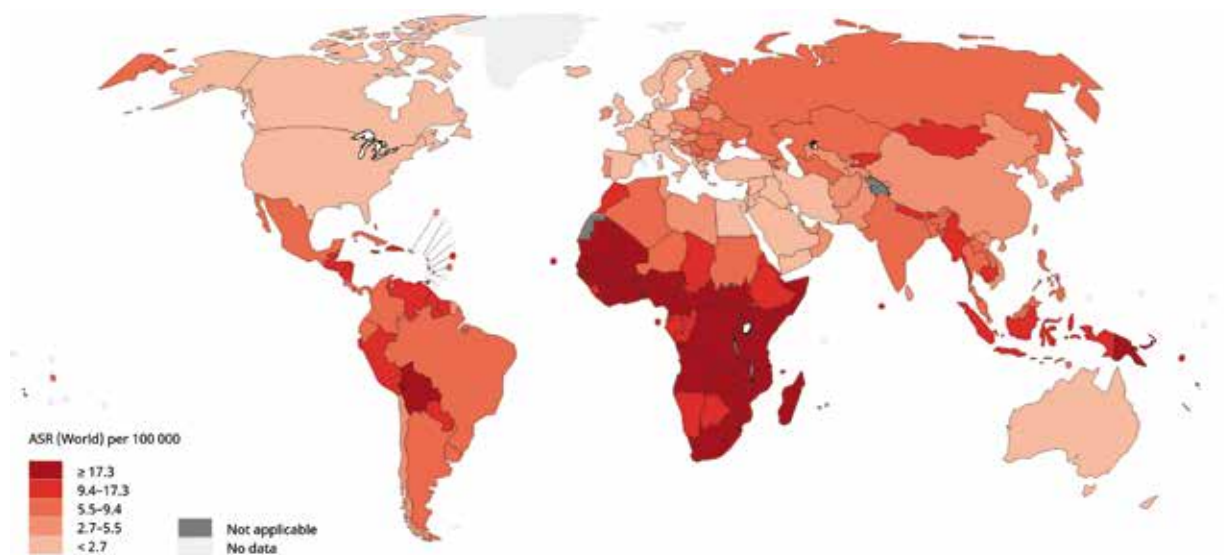 ASR (World) per 100 000
≥ 17.3
9.4–17.3
5.5–9.4
2.7–5.5
< 2.7
Not applicable
No data